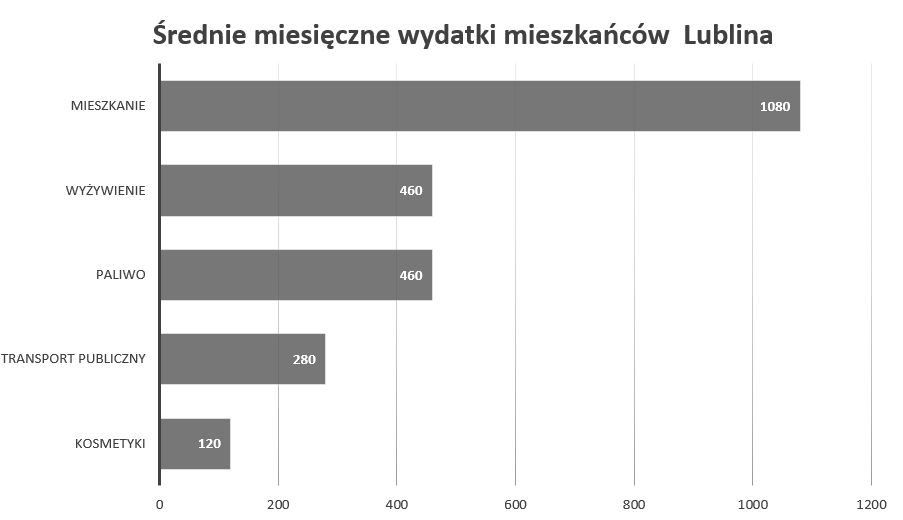 Średnie miesięczne wydatki mieszkańców Lublina
MIESZKANIE 1080
WYŻYWIENIE 460
PALIWO 460
TRANSPORT PUBLICZNY 280
KOSMETYKI 120
0 200 400 600 800 1000 1200